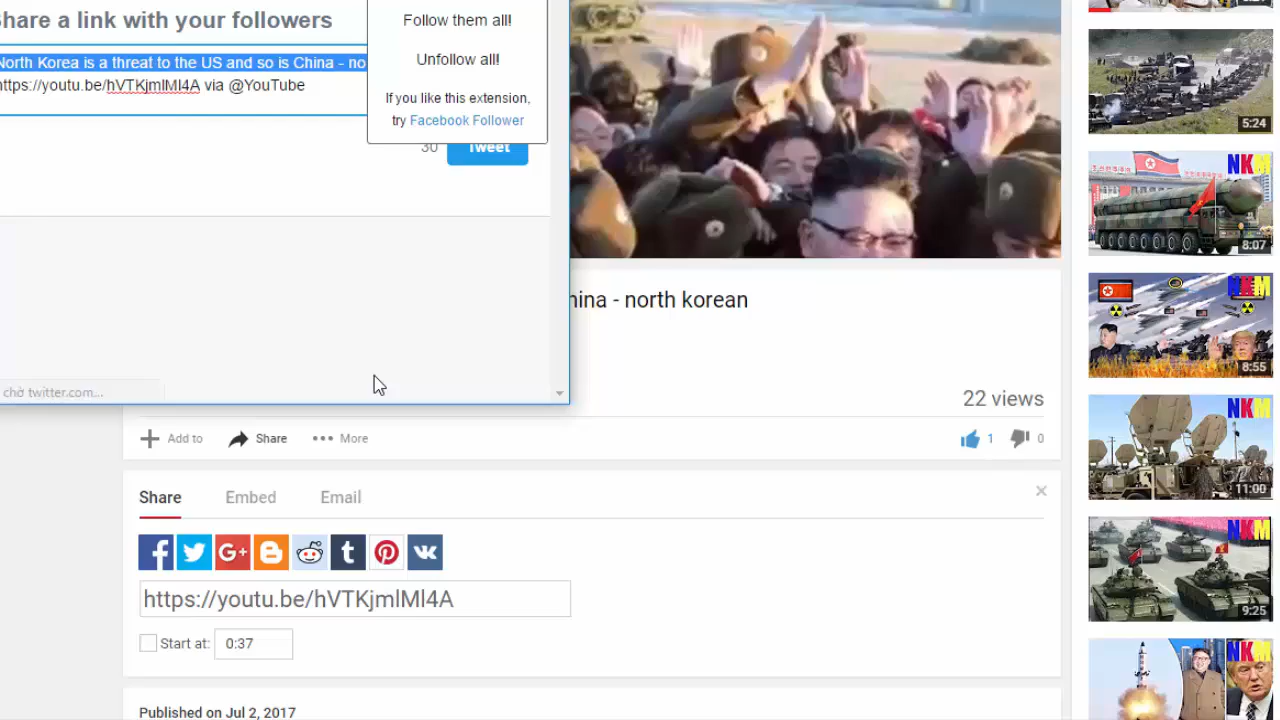 hare a link with your followers
North Korea is a threat to the US and so is China - no
https://youtu.be/hVTKjmlMl4A via @YouTube
Follow them all!
Unfollow all!
If you like this extension,
try Facebook Follower
30
Tweet
chờ twitter.com...
hina - north korean
22 views
Add to
Share
More
1
0
Share
Embed
Email
https://youtu.be/hVTKjmlMl4A
Start at:
0:37
Published on Jul 2, 2017
5:24
NKM
8:07
NKM
8:55
NKM
11:00
NKM
9:25
NKM